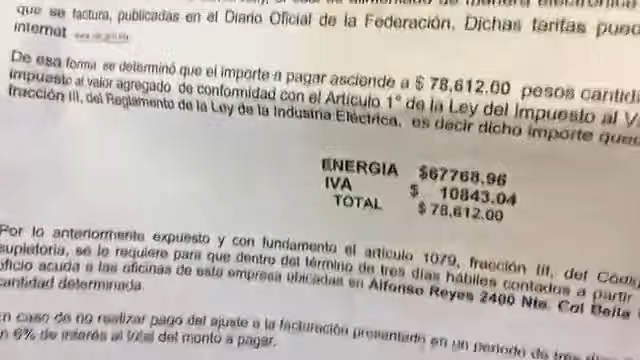 que se factura, publicadas en el Diario Oficial de la Federación. Dichas tarifas
internet
De esa forma se determinó que el importe a pagar asciende a $ 78,612.00 pesos
impuesto al valor agregado de conformidad con el Artículo 1° de la Ley del Impuesto al
fracción III, del Reglamento de la Ley de la Industria Eléctrica, es decir dicho importe
ENERGIA $67768.96
IVA $ 10843.04
TOTAL $ 78,612.00
Por lo anteriormente expuesto y con fundamento el artículo 1079, fracción III, del
supletoria, se le requiere para que dentro del término de tres días hábiles contados a partir
oficio acuda a las oficinas de esta empresa ubicadas en Alfonso Reyes 2400 Nte. Col Bella
cantidad determinada.
En caso de no realizar pago del ajuste a la facturación presentado en un periodo de tres
un 6% de interés al total del monto a pagar.